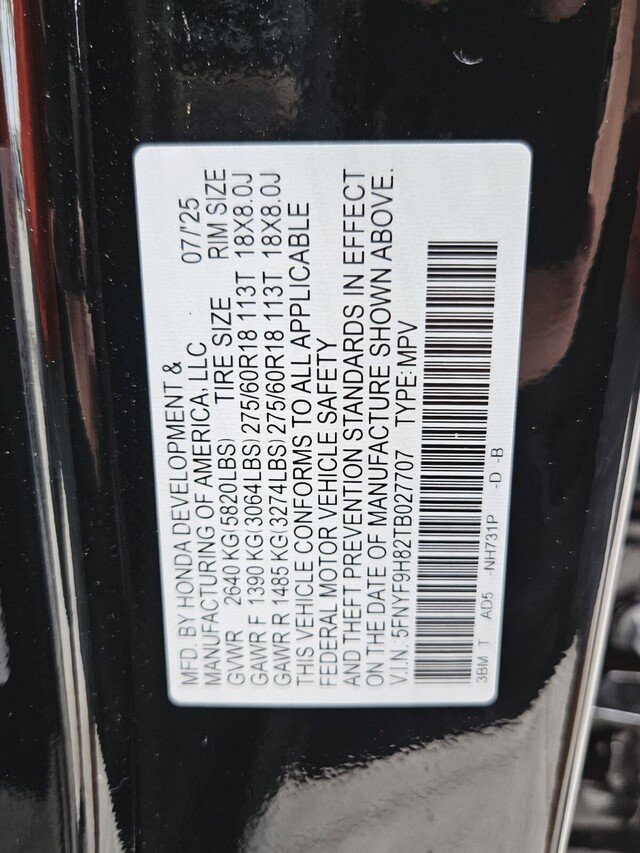 MFD. BY HONDA DEVELOPMENT &
MANUFACTURING OF AMERICA, LLC 07/'25
GVWR 2640 KG(5820LBS) TIRE SIZE RIM SIZE
GAWR F 1390 KG(3064LBS) 275/60R18 113T 18X8.0J
GAWR R 1485 KG(3274LBS) 275/60R18 113T 18X8.0J
THIS VEHICLE CONFORMS TO ALL APPLICABLE
FEDERAL MOTOR VEHICLE SAFETY
AND THEFT PREVENTION STANDARDS IN EFFECT
ON THE DATE OF MANUFACTURE SHOWN ABOVE.
V.I.N.:5FNYF9H82TB027707 TYPE:MPV
3BM T AD5 -NH731P -D -B